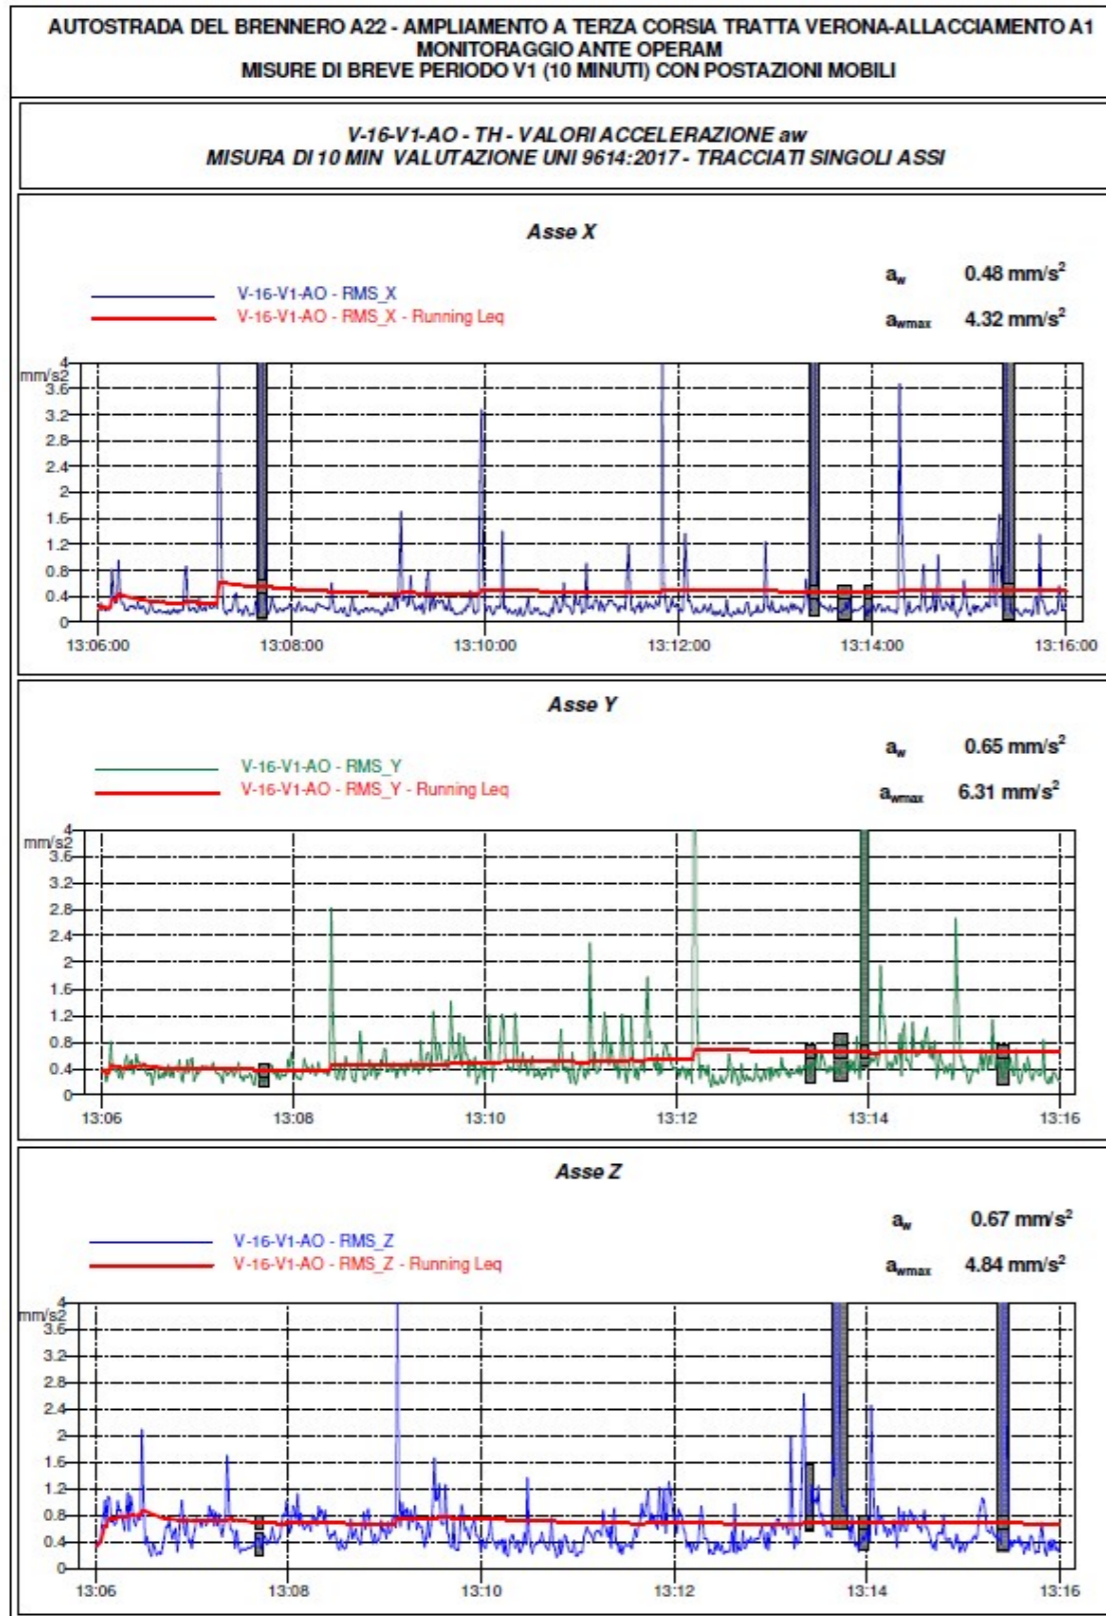 AUTOSTRADA DEL BRENNERO A22 - AMPLIAMENTO A TERZA CORSIA TRATTA VERONA-ALLACCIAMENTO A1
MONITORAGGIO ANTE OPERAM
MISURE DI BREVE PERIODO V1 (10 MINUTI) CON POSTAZIONI MOBILI
V-16-V1-AO - TH - VALORI ACCELERAZIONE aw
MISURA DI 10 MIN VALUTAZIONE UNI 9614:2017 - TRACCIATI SINGOLI ASSI
Asse X
aw 0.48 mm/s2
V-16-V1-AO - RMS_X
V-16-V1-AO - RMS_X - Running Leq
awmax 4.32 mm/s2
4
mm/s2
3.6
3.2
2.8
2.4
2
1.6
1.2
0.8
0.4
0
13:06:00 13:08:00 13:10:00 13:12:00 13:14:00 13:16:00
Asse Y
aw 0.65 mm/s2
V-16-V1-AO - RMS_Y
V-16-V1-AO - RMS_Y - Running Leq
awmax 6.31 mm/s2
4
mm/s2
3.6
3.2
2.8
2.4
2
1.6
1.2
0.8
0.4
0
13:06 13:08 13:10 13:12 13:14 13:16
Asse Z
aw 0.67 mm/s2
V-16-V1-AO - RMS_Z
V-16-V1-AO - RMS_Z - Running Leq
awmax 4.84 mm/s2
4
mm/s2
3.6
3.2
2.8
2.4
2
1.6
1.2
0.8
0.4
0
13:06 13:08 13:10 13:12 13:14 13:16